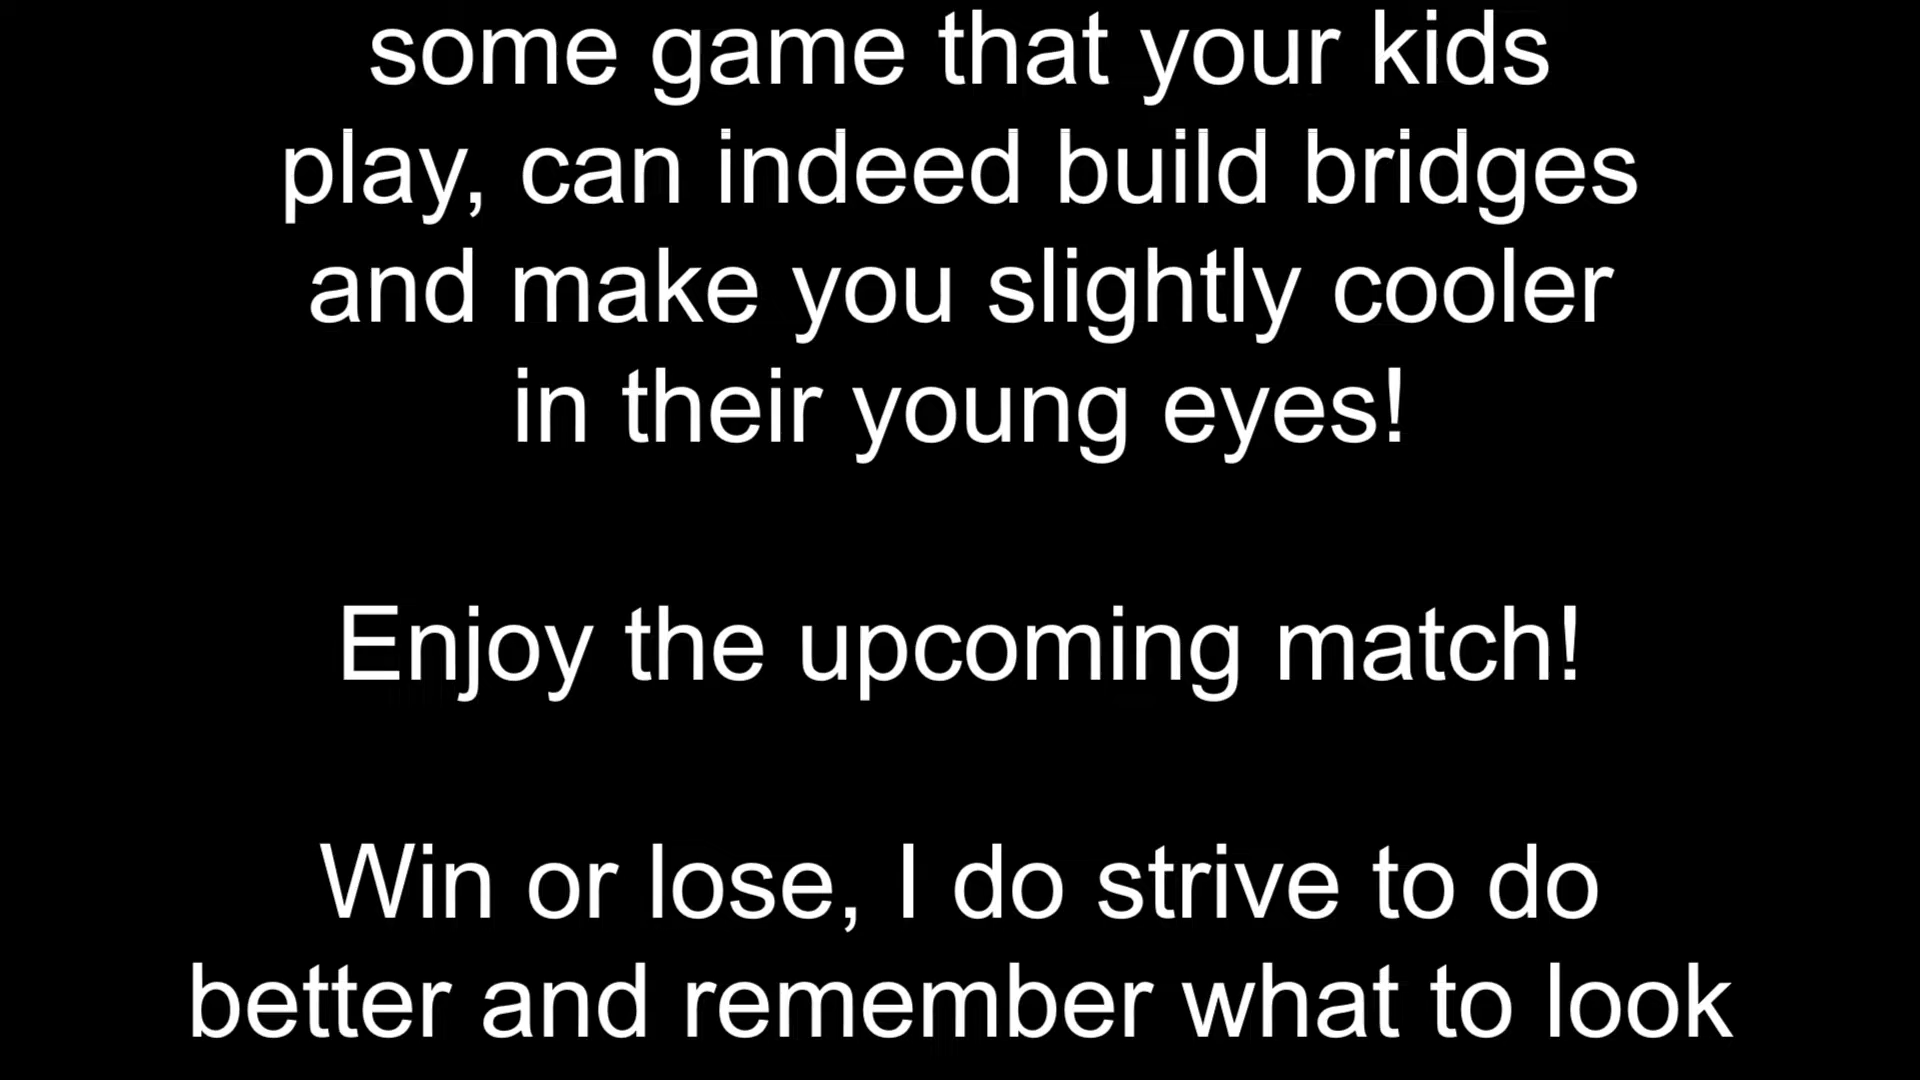 some game that your kids
play, can indeed build bridges
and make you slightly cooler
in their young eyes!
Enjoy the upcoming match!
Win or lose, I do strive to do
better and remember what to look